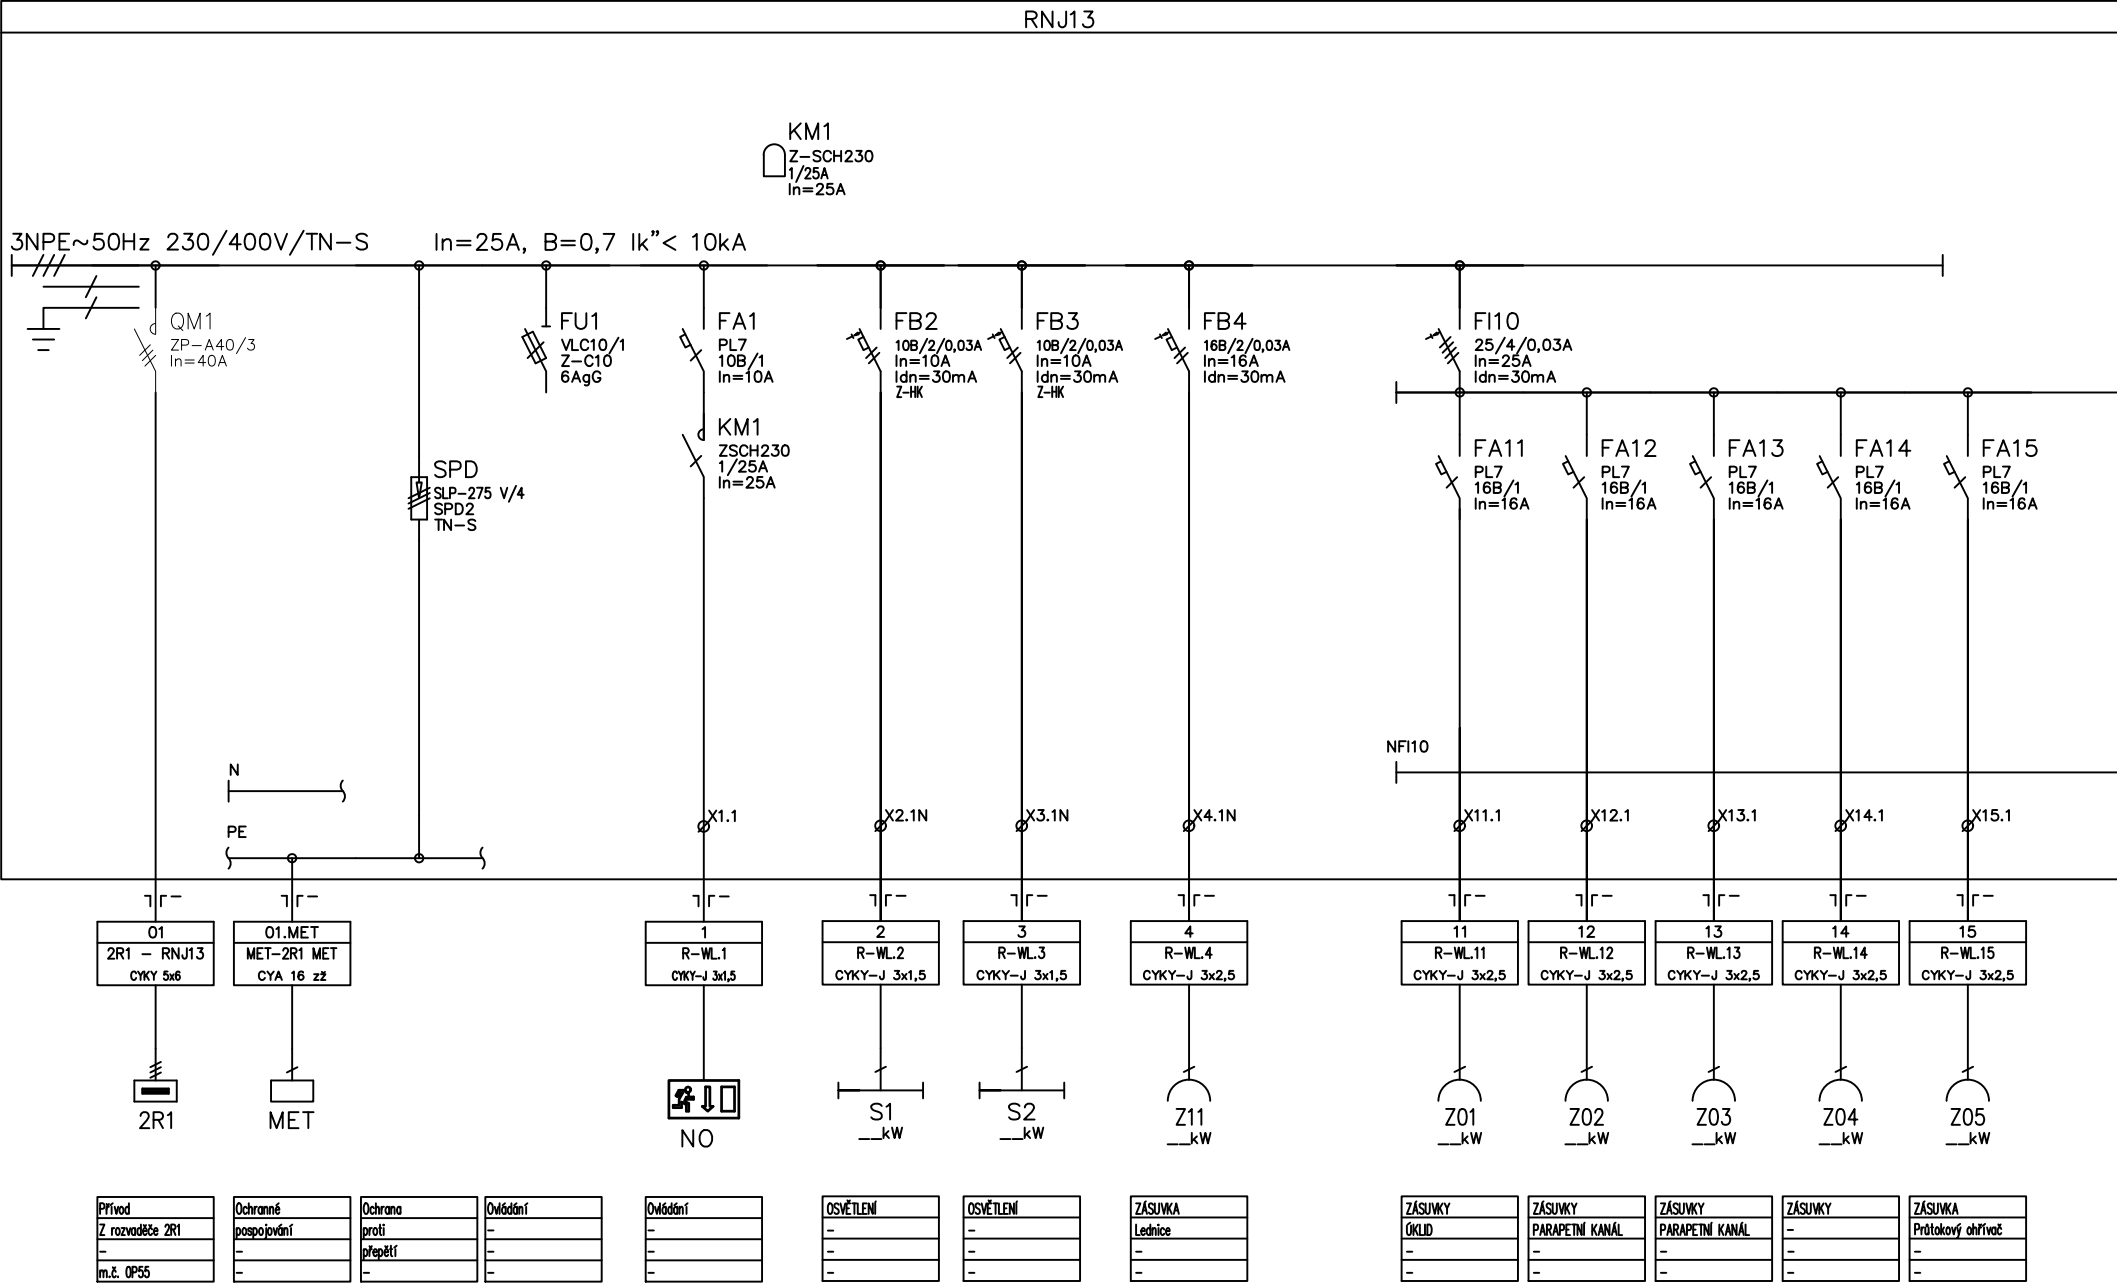 RNJ13
KM1
Z-SCH230
1/25A
In=25A
3NPE~50Hz 230/400V/TN-S
In=25A, B=0,7 Ik”< 10kA
QM1
ZP-A40/3
In=40A
SPD
SLP-275 V/4
SPD2
TN-S
FU1
VLC10/1
Z-C10
6AgG
FA1
PL7
10B/1
In=10A
KM1
ZSCH230
1/25A
In=25A
FB2
10B/2/0,03A
In=10A
Idn=30mA
Z-HK
FB3
10B/2/0,03A
In=10A
Idn=30mA
Z-HK
FB4
16B/2/0,03A
In=16A
Idn=30mA
FI10
25/4/0,03A
In=25A
Idn=30mA
FA11
PL7
16B/1
In=16A
FA12
PL7
16B/1
In=16A
FA13
PL7
16B/1
In=16A
FA14
PL7
16B/1
In=16A
FA15
PL7
16B/1
In=16A
NFI10
N
PE
X1.1
X2.1N
X3.1N
X4.1N
X11.1
X12.1
X13.1
X14.1
X15.1
01
2R1 - RNJ13
CYKY 5x6
01.MET
MET-2R1 MET
CYA 16 zž
1
R-WL.1
CYKY-J 3x1,5
2
R-WL.2
CYKY-J 3x1,5
3
R-WL.3
CYKY-J 3x1,5
4
R-WL.4
CYKY-J 3x2,5
11
R-WL.11
CYKY-J 3x2,5
12
R-WL.12
CYKY-J 3x2,5
13
R-WL.13
CYKY-J 3x2,5
14
R-WL.14
CYKY-J 3x2,5
15
R-WL.15
CYKY-J 3x2,5
2R1
MET
NO
S1
__kW
S2
__kW
Z11
__kW
Z01
__kW
Z02
__kW
Z03
__kW
Z04
__kW
Z05
__kW
Přívod
Z rozvaděče 2R1
-
m.č. 0P55
Ochranné
pospojování
-
-
Ochrana
proti
přepětí
-
Ovládání
-
-
-
Ovládání
-
-
-
OSVĚTLENÍ
-
-
-
OSVĚTLENÍ
-
-
-
ZÁSUVKA
Lednice
-
-
ZÁSUVKY
ÚKLID
-
-
ZÁSUVKY
PARAPETNÍ KANÁL
-
-
ZÁSUVKY
PARAPETNÍ KANÁL
-
-
ZÁSUVKY
-
-
-
ZÁSUVKA
Průtokový ohřívač
-
-